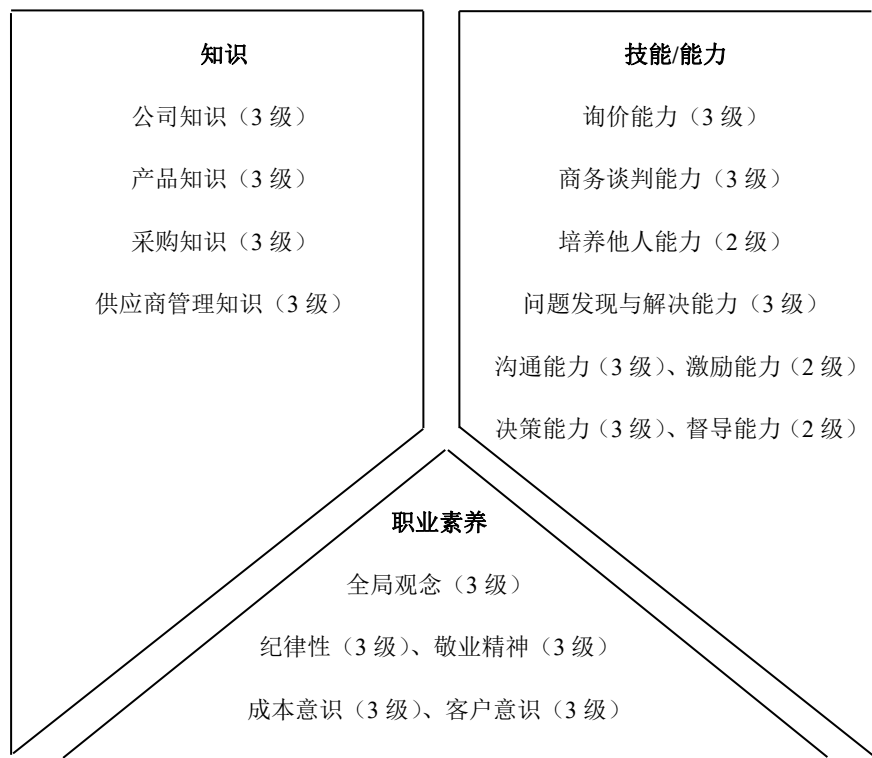 知识
公司知识（3 级）
产品知识（3 级）
采购知识（3 级）
供应商管理知识（3 级）
技能/能力
询价能力（3 级）
商务谈判能力（3 级）
培养他人能力（2 级）
问题发现与解决能力（3 级）
沟通能力（3 级）、激励能力（2 级）
决策能力（3 级）、督导能力（2 级）
职业素养
全局观念（3 级）
纪律性（3 级）、敬业精神（3 级）
成本意识（3 级）、客户意识（3 级）